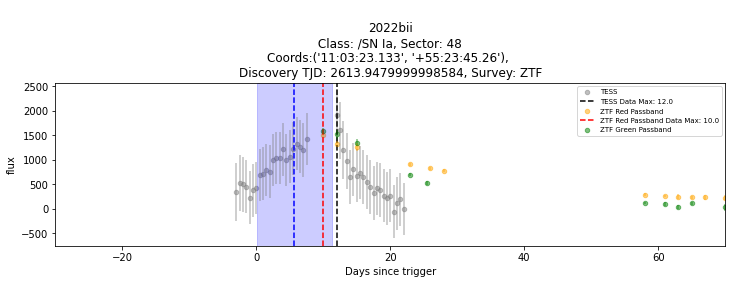 2022bii
Class: /SN Ia, Sector: 48
Coords:('11:03:23.133', '+55:23:45.26'),
Discovery TJD: 2613.9479999998584, Survey: ZTF
TESS
TESS Data Max: 12.0
ZTF Red Passband
ZTF Red Passband Data Max: 10.0
ZTF Green Passband
flux
2500
2000
1500
1000
500
0
−500
−20
0
20
40
60
Days since trigger